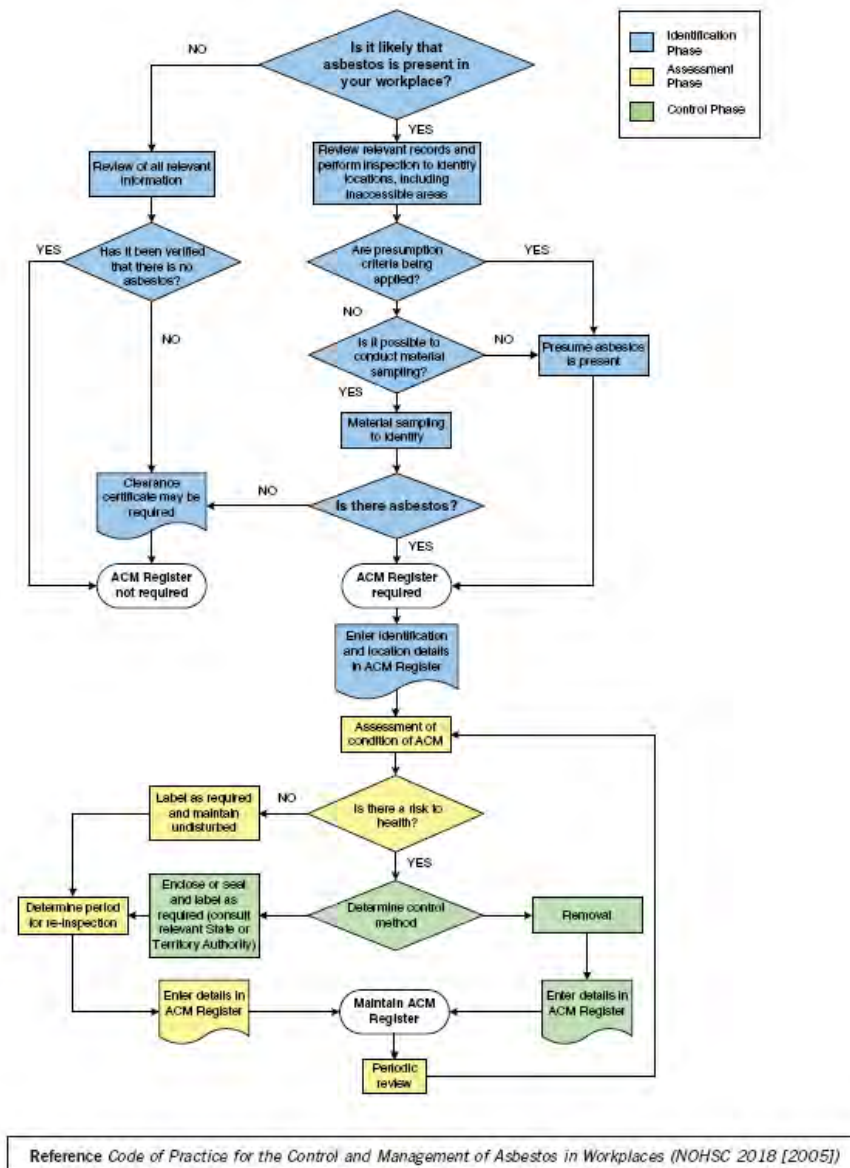 Is it likely that
asbestos is present in
your workplace?
NO
YES
Identification
Phase
Assessment
Phase
Control Phase
Review of all relevant
information
Review relevant records and
perform inspection to identify
locations, including
inaccessible areas
Has it been verified
that there is no
asbestos?
YES
NO
Are presumption
criteria being
applied?
YES
NO
Is it possible to
conduct material
sampling?
NO
YES
Presume asbestos
is present
Material sampling
to identify
Is there asbestos?
NO
YES
Clearance
certificate may be
required
ACM Register
not required
ACM Register
required
Enter identification
and location details
in ACM Register
Assessment of
condition of ACM
Is there a risk to
health?
NO
YES
Label as required
and maintain
undisturbed
Determine control
method
Enclose or seal
and label as
required (consult
relevant State or
Territory Authority)
Removal
Determine period
for re-inspection
Enter details in
ACM Register
Maintain ACM
Register
Enter details in
ACM Register
Periodic
review
Reference Code of Practice for the Control and Management of Asbestos in Workplaces (NOHSC 2018 [2005])